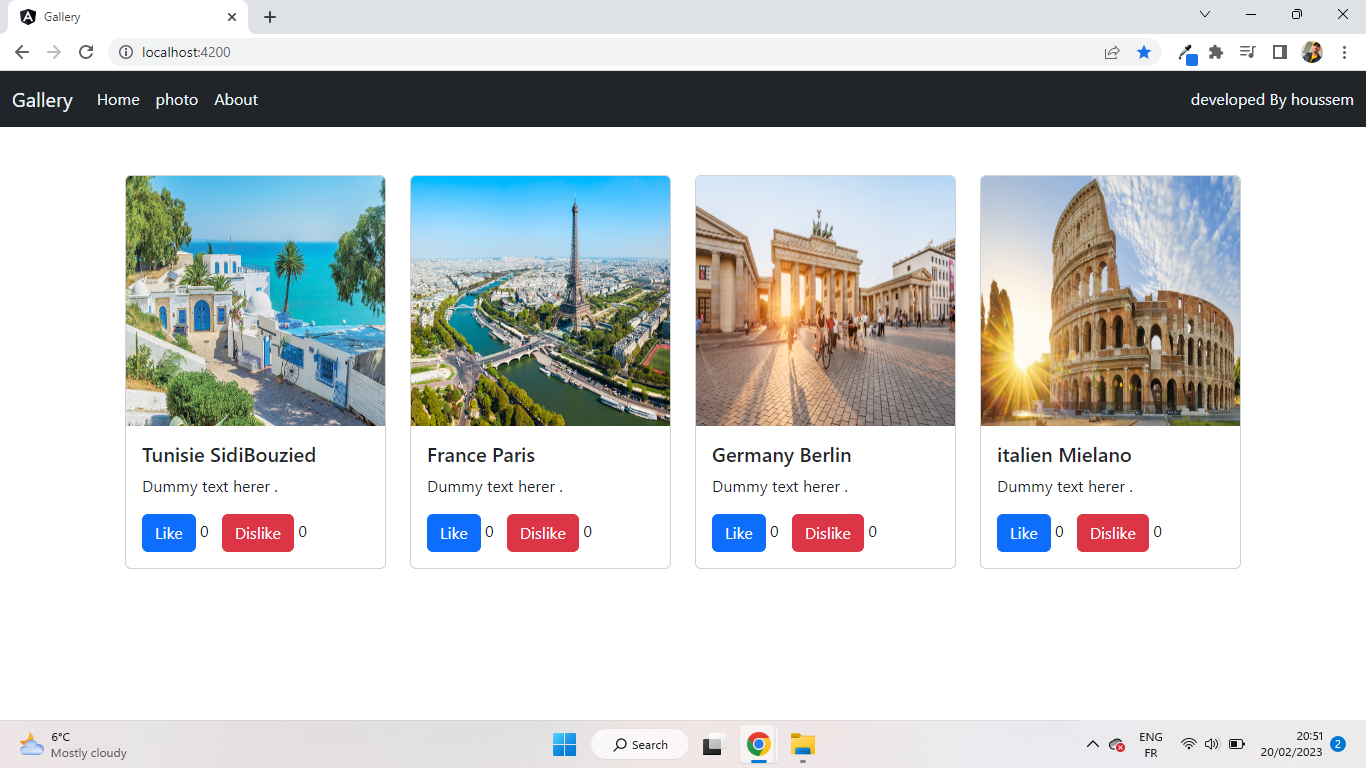 Gallery
localhost:4200
Gallery Home photo About developed By houssem
Tunisie SidiBouzied
Dummy text herer .
Like 0 Dislike 0
France Paris
Dummy text herer .
Like 0 Dislike 0
Germany Berlin
Dummy text herer .
Like 0 Dislike 0
italien Mielano
Dummy text herer .
Like 0 Dislike 0
6°C
Mostly cloudy
Search
ENG
FR
20:51
20/02/2023
2